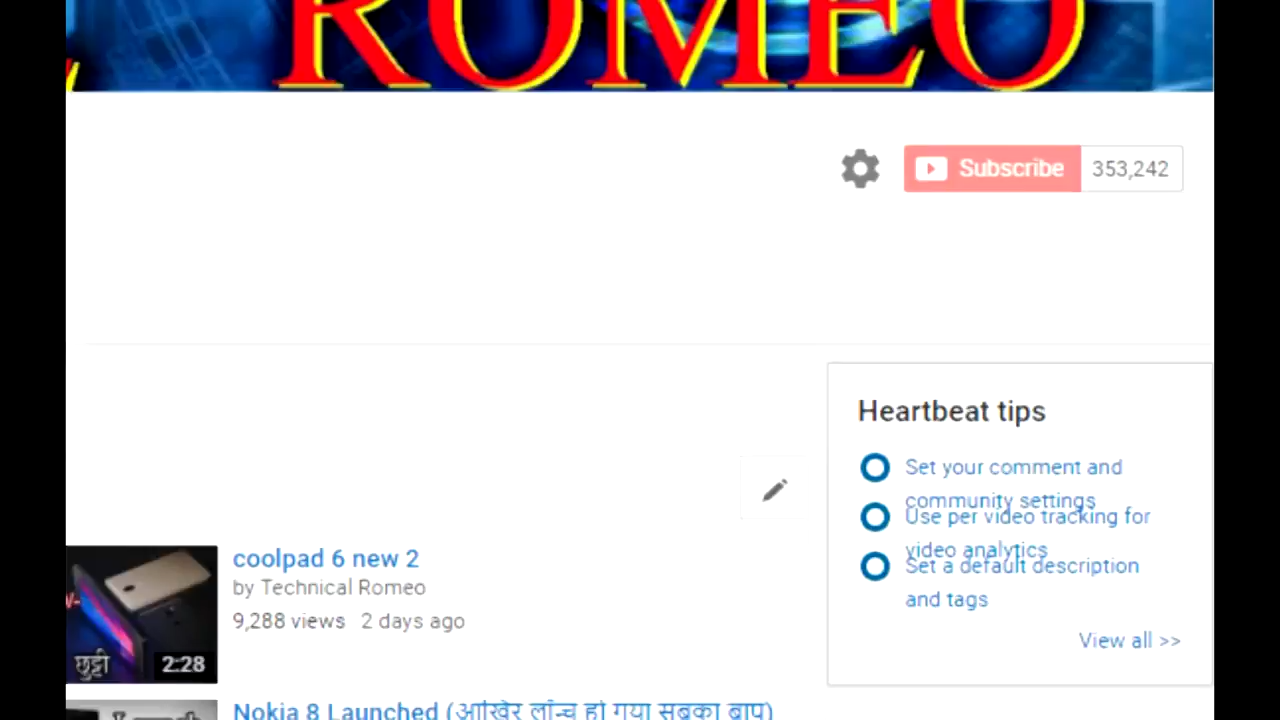 ROMEO
Subscribe 353,242
Heartbeat tips
Set your comment and
community settings
Use per video tracking for
video analytics
Set a default description
and tags
View all >>
coolpad 6 new 2
by Technical Romeo
9,288 views 2 days ago
छुट्टी
2:28
Nokia 8 Launched (आखिर लॉन्च हो गया सबका बाप)